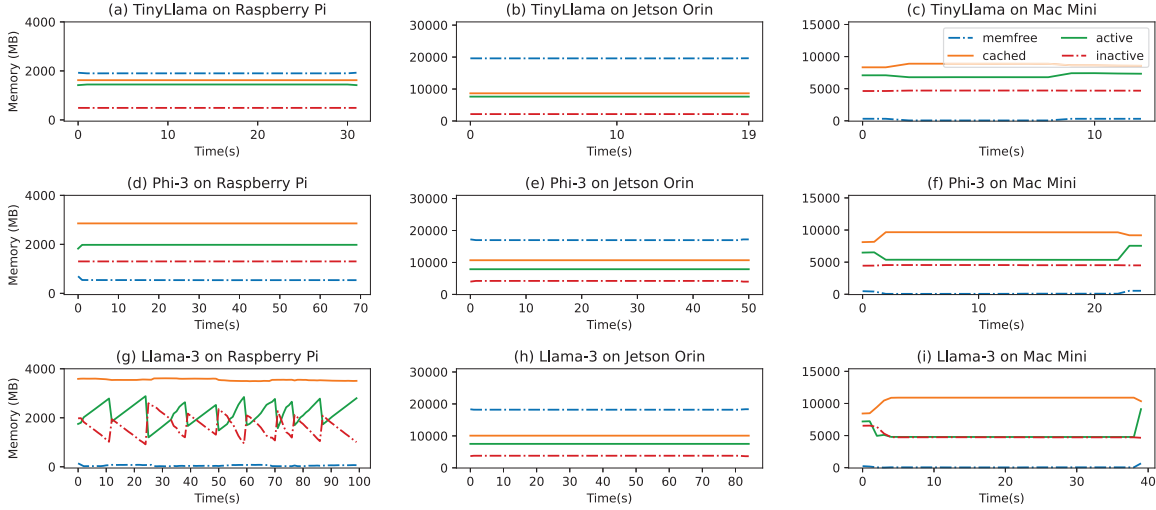 (a) TinyLlama on Raspberry Pi
Memory (MB)
4000
2000
0
0 10 20 30
Time(s)
(b) TinyLlama on Jetson Orin
30000
20000
10000
0
0 10 19
Time(s)
(c) TinyLlama on Mac Mini
15000
10000
5000
0
memfree active
cached inactive
0 10
Time(s)
(d) Phi-3 on Raspberry Pi
Memory (MB)
4000
2000
0
0 10 20 30 40 50 60 70
Time(s)
(e) Phi-3 on Jetson Orin
30000
20000
10000
0
0 10 20 30 40 50
Time(s)
(f) Phi-3 on Mac Mini
15000
10000
5000
0
0 10 20
Time(s)
(g) Llama-3 on Raspberry Pi
Memory (MB)
4000
2000
0
0 10 20 30 40 50 60 70 80 90 100
Time(s)
(h) Llama-3 on Jetson Orin
30000
20000
10000
0
0 10 20 30 40 50 60 70 80
Time(s)
(i) Llama-3 on Mac Mini
15000
10000
5000
0
0 10 20 30 40
Time(s)